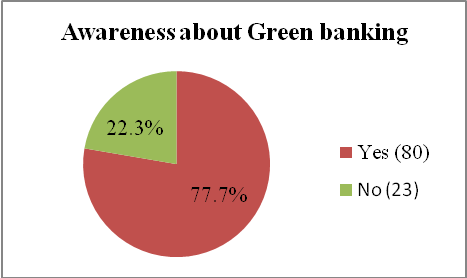 Awareness about Green banking
22.3%
77.7%
Yes (80)
No (23)